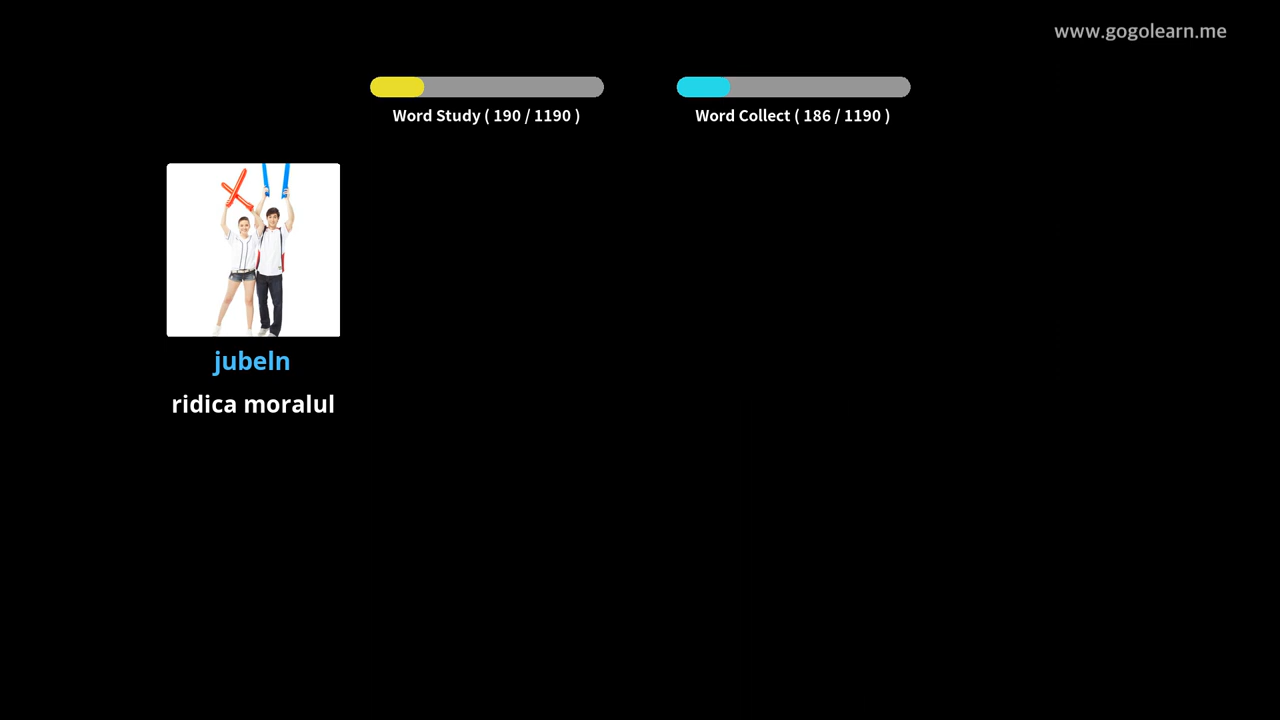 www.gogolearn.me
Word Study ( 190 / 1190 )
Word Collect ( 186 / 1190 )
jubeln
ridica moralul